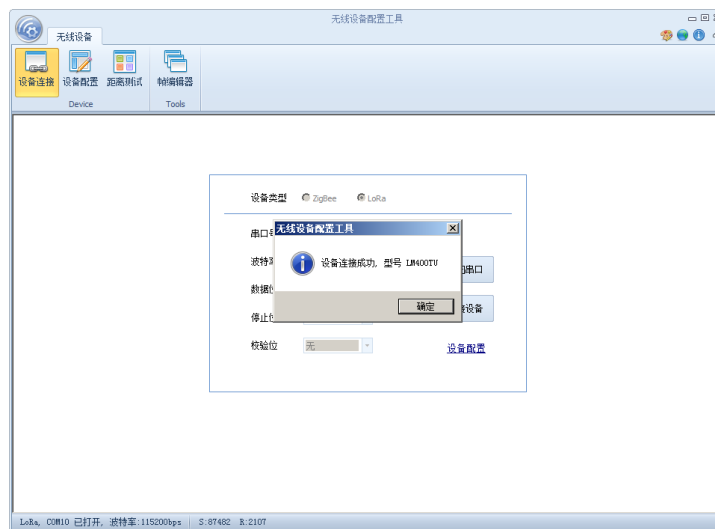 无线设备配置工具
无线设备
设备连接 设备配置 距离测试 帧编辑器
Device Tools
设备类型 ZigBee LoRa
串口号
无线设备配置工具
设备连接成功, 型号 LM400TU
确定
波特率
串口
数据位
设备
停止位
校验位 无
设备配置
LoRa, COM10 已打开, 波特率:115200bps S:87482 R:2107